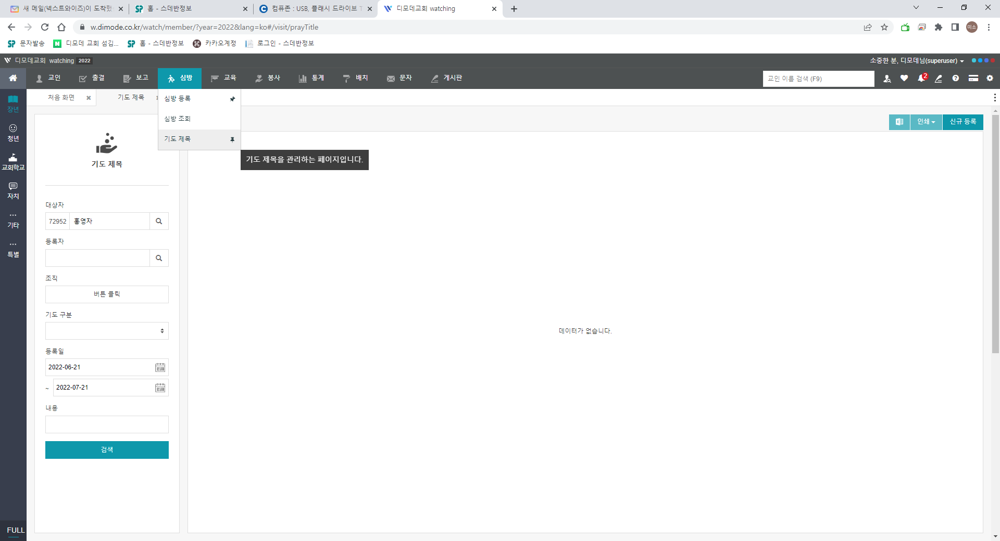 새 메일(넥스트와이즈)이 도착했
홈 - 스데반정보
컴퓨존 : USB, 플래시 드라이브 T
디모데교회 watching
w.dimode.co.kr/watch/member/?year=2022&lang=ko#/visit/prayTitle
미소
문자발송
디모데 교회 섬김...
홈 - 스데반정보
카카오계정
로그인 - 스데반정보
디모데교회 watching 2022
소중한 분, 디모데님(superuser)
교인
출결
보고
심방
교육
봉사
통계
배치
문자
게시판
교인 이름 검색 (F9)
2
처음 화면
기도 제목
심방 등록
심방 조회
기도 제목
기도 제목을 관리하는 페이지입니다.
장년
청년
교회학교
자치
기타
특별
FULL
인쇄
신규 등록
기도 제목
대상자
72952 홍영자
등록자
조직
버튼 클릭
기도 구분
등록일
2022-06-21
~ 2022-07-21
내용
검색
데이터가 없습니다.